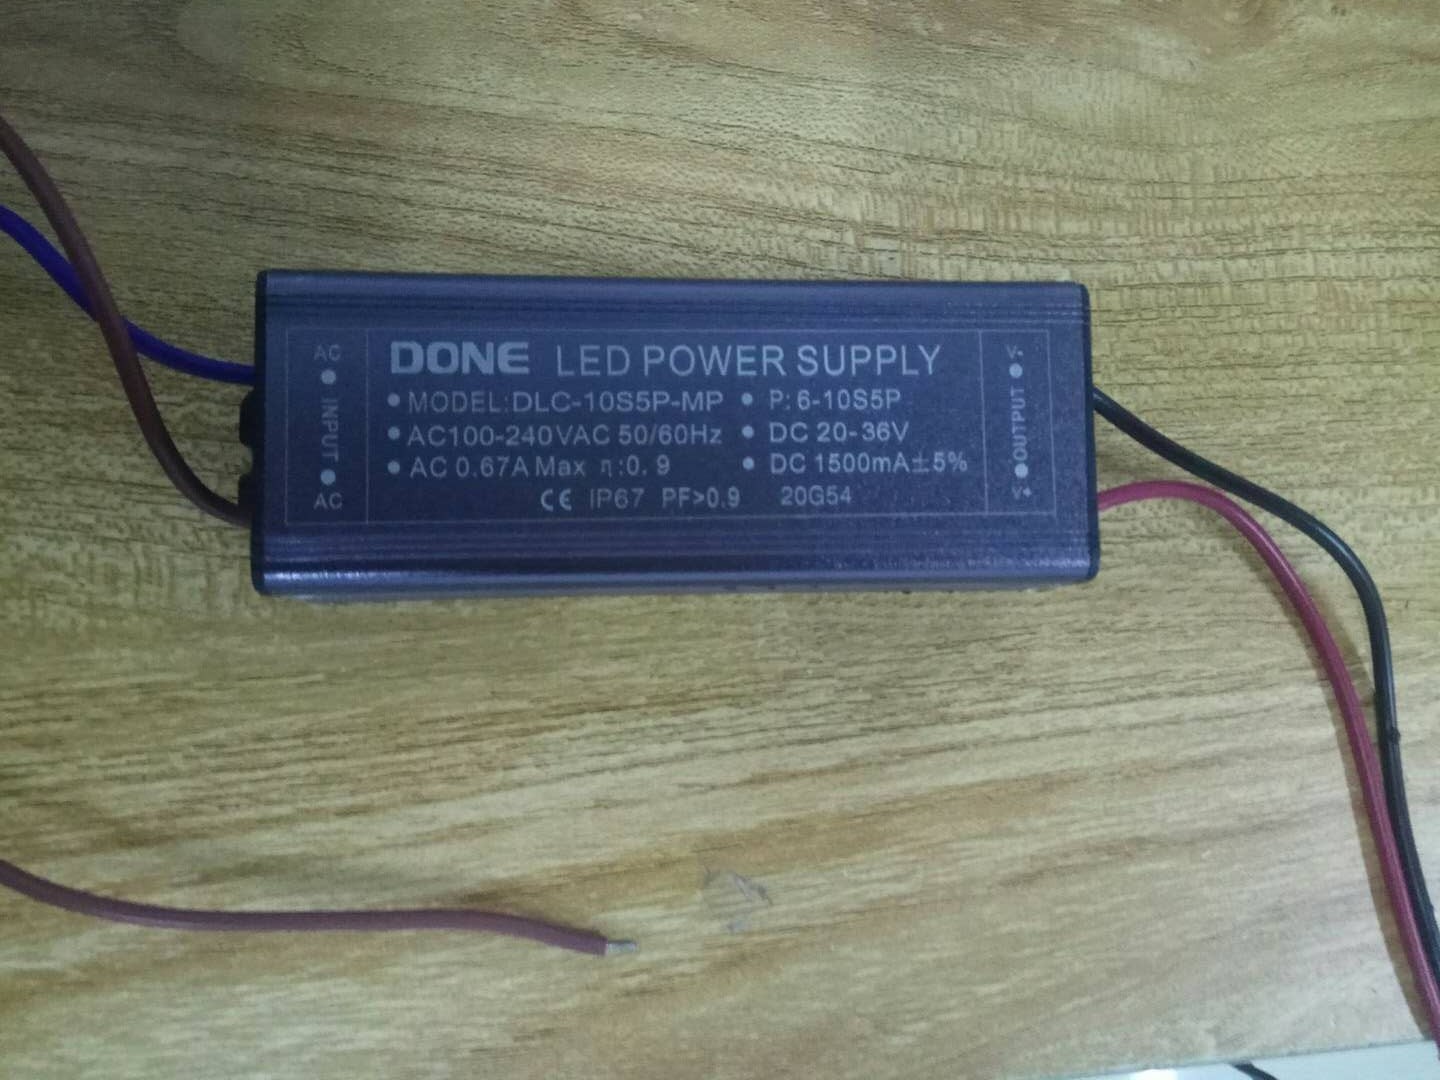 AC
INPUT
AC
DONE LED POWER SUPPLY
MODEL:DLC-10S5P-MP P:6-10S5P
AC100-240VAC 50/60Hz DC 20-36V
AC 0.67A Max η:0.9 DC 1500mA±5%
CE IP67 PF>0.9 20G54
V-
OUTPUT
V+